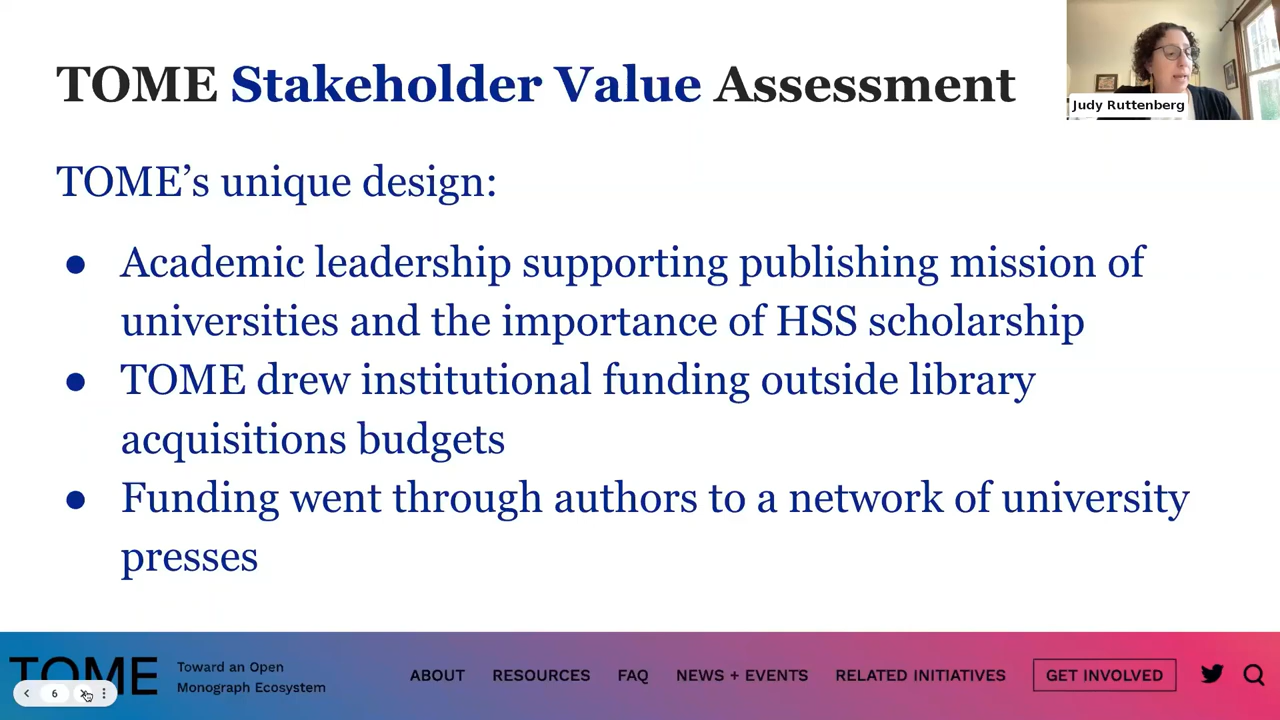 TOME Stakeholder Value Assessment
Judy Ruttenberg
TOME’s unique design:
● Academic leadership supporting publishing mission of
universities and the importance of HSS scholarship
● TOME drew institutional funding outside library
acquisitions budgets
● Funding went through authors to a network of university
presses
TOME
Toward an Open
Monograph Ecosystem
ABOUT RESOURCES FAQ NEWS + EVENTS RELATED INITIATIVES GET INVOLVED
6